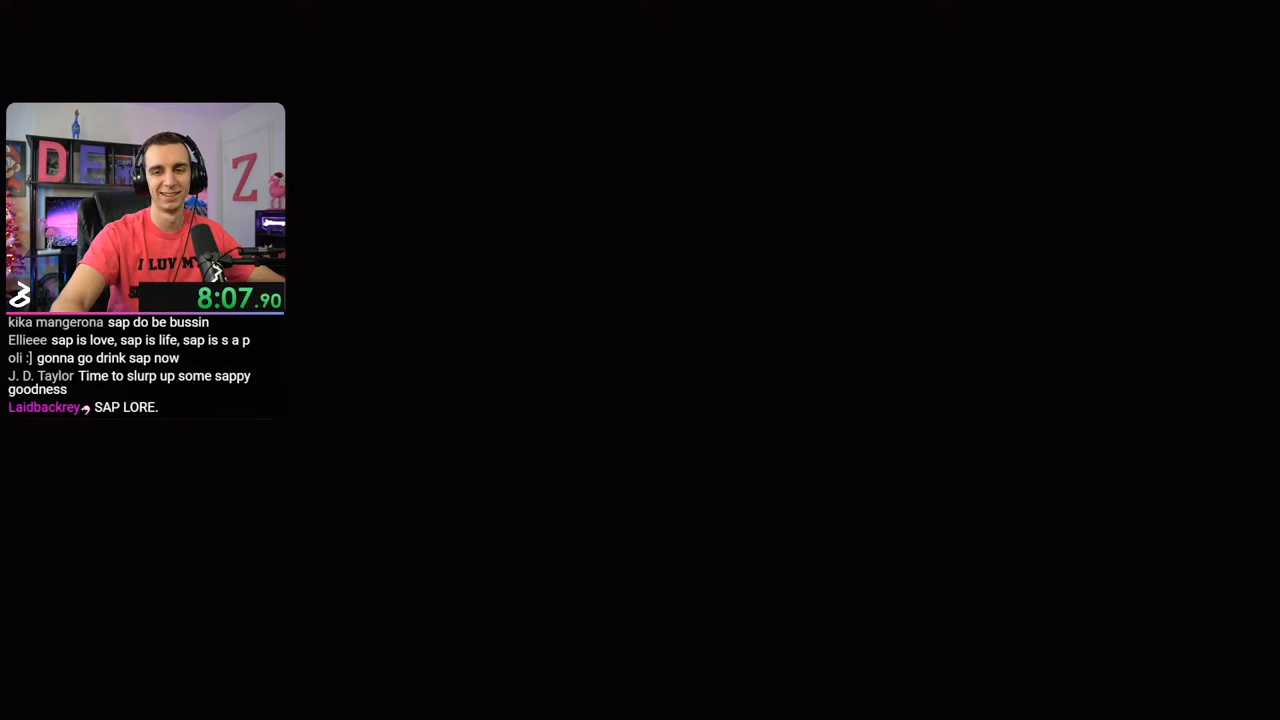 D E
Z
I LUV M
8:07.90
kika mangerona sap do be bussin
Ellieee sap is love, sap is life, sap is s a p
oli :] gonna go drink sap now
J. D. Taylor Time to slurp up some sappy
goodness
Laidbackrey SAP LORE.